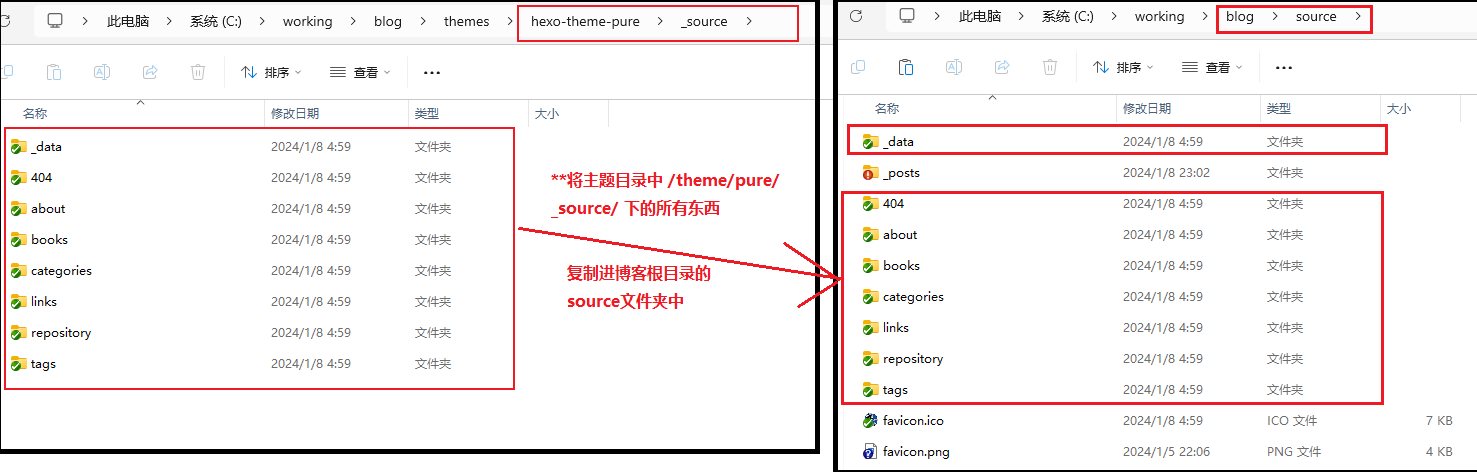 此电脑 > 系统 (C:) > working > blog > themes > hexo-theme-pure > _source >
排序 查看 ...
名称 修改日期 类型 大小
_data 2024/1/8 4:59 文件夹
404 2024/1/8 4:59 文件夹
about 2024/1/8 4:59 文件夹
books 2024/1/8 4:59 文件夹
categories 2024/1/8 4:59 文件夹
links 2024/1/8 4:59 文件夹
repository 2024/1/8 4:59 文件夹
tags 2024/1/8 4:59 文件夹
**将主题目录中 /theme/pure/
_source/ 下的所有东西
复制进博客根目录的
source文件夹中
此电脑 > 系统 (C:) > working > blog > source >
排序 查看 ...
名称 修改日期 类型 大小
_data 2024/1/8 4:59 文件夹
_posts 2024/1/8 23:02 文件夹
404 2024/1/8 4:59 文件夹
about 2024/1/8 4:59 文件夹
books 2024/1/8 4:59 文件夹
categories 2024/1/8 4:59 文件夹
links 2024/1/8 4:59 文件夹
repository 2024/1/8 4:59 文件夹
tags 2024/1/8 4:59 文件夹
favicon.ico 2024/1/8 4:59 ICO 文件 7 KB
favicon.png 2024/1/5 22:06 PNG 文件 4 KB